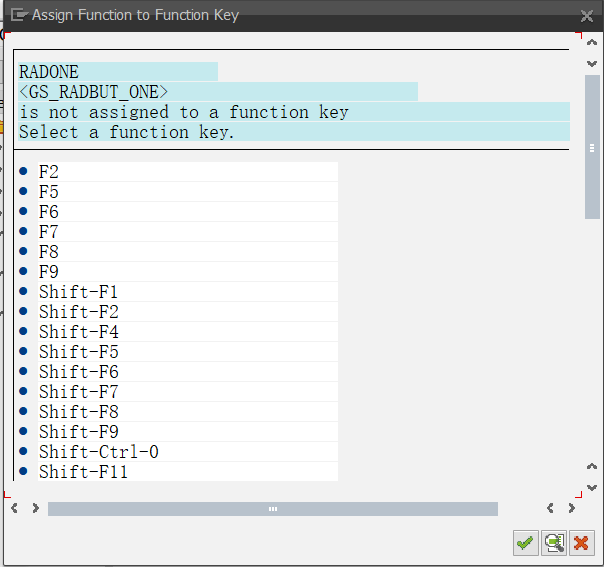 Assign Function to Function Key
RADONE
<GS_RADBUT_ONE>
is not assigned to a function key
Select a function key.
F2
F5
F6
F7
F8
F9
Shift-F1
Shift-F2
Shift-F4
Shift-F5
Shift-F6
Shift-F7
Shift-F8
Shift-F9
Shift-Ctrl-0
Shift-F11